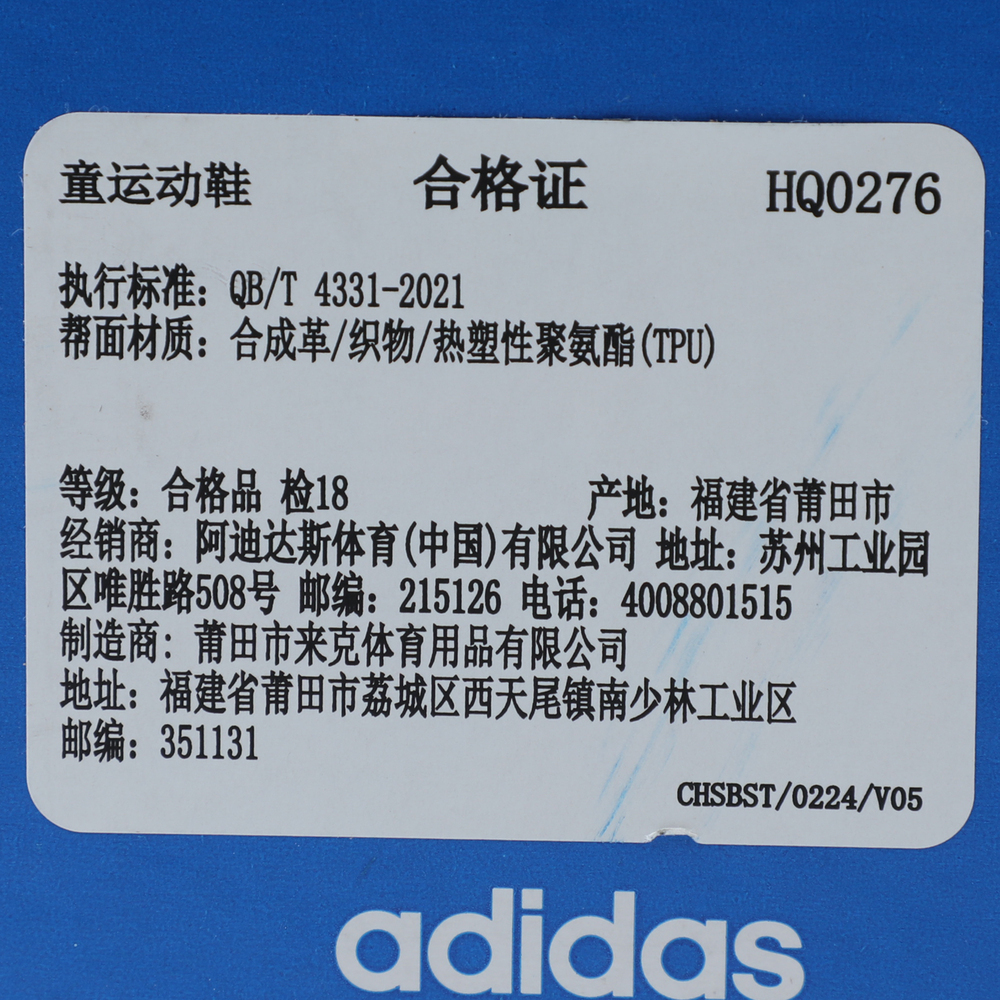 童运动鞋 合格证 HQ0276
执行标准：QB/T 4331-2021
帮面材质：合成革/织物/热塑性聚氨酯(TPU)
等级：合格品 检18 产地：福建省莆田市
经销商：阿迪达斯体育(中国)有限公司 地址：苏州工业园
区唯胜路508号 邮编：215126 电话：4008801515
制造商：莆田市来克体育用品有限公司
地址：福建省莆田市荔城区西天尾镇南少林工业区
邮编：351131
CHSBST/0224/V05
adidas